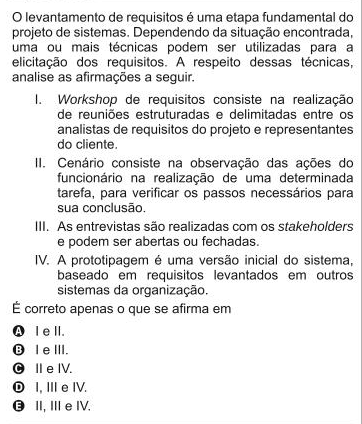 O levantamento de requisitos é uma etapa fundamental do
projeto de sistemas. Dependendo da situação encontrada,
uma ou mais técnicas podem ser utilizadas para a
elicitação dos requisitos. A respeito dessas técnicas,
analise as afirmações a seguir.
I. Workshop de requisitos consiste na realização
de reuniões estruturadas e delimitadas entre os
analistas de requisitos do projeto e representantes
do cliente.
II. Cenário consiste na observação das ações do
funcionário na realização de uma determinada
tarefa, para verificar os passos necessários para
sua conclusão.
III. As entrevistas são realizadas com os stakeholders
e podem ser abertas ou fechadas.
IV. A prototipagem é uma versão inicial do sistema,
baseado em requisitos levantados em outros
sistemas da organização.
É correto apenas o que se afirma em
A I e II.
B I e III.
C II e IV.
D I, III e IV.
E II, III e IV.